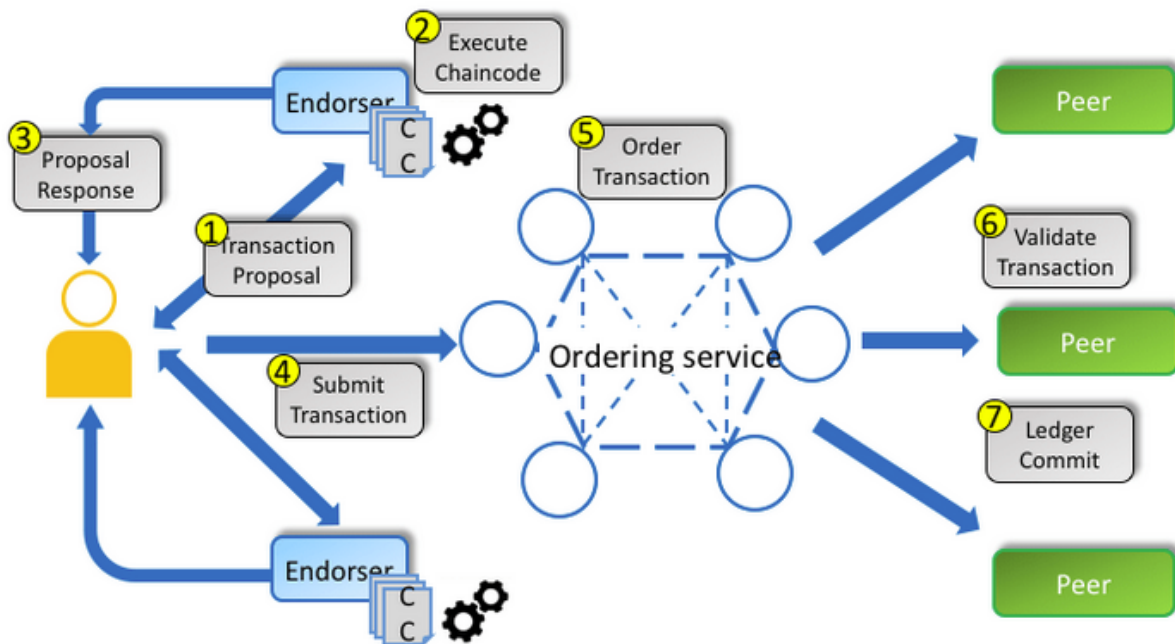 2
Execute
Chaincode
Endorser
C
C
3
Proposal
Response
1
Transaction
Proposal
4
Submit
Transaction
Endorser
C
C
5
Order
Transaction
Ordering service
Peer
6
Validate
Transaction
Peer
7
Ledger
Commit
Peer